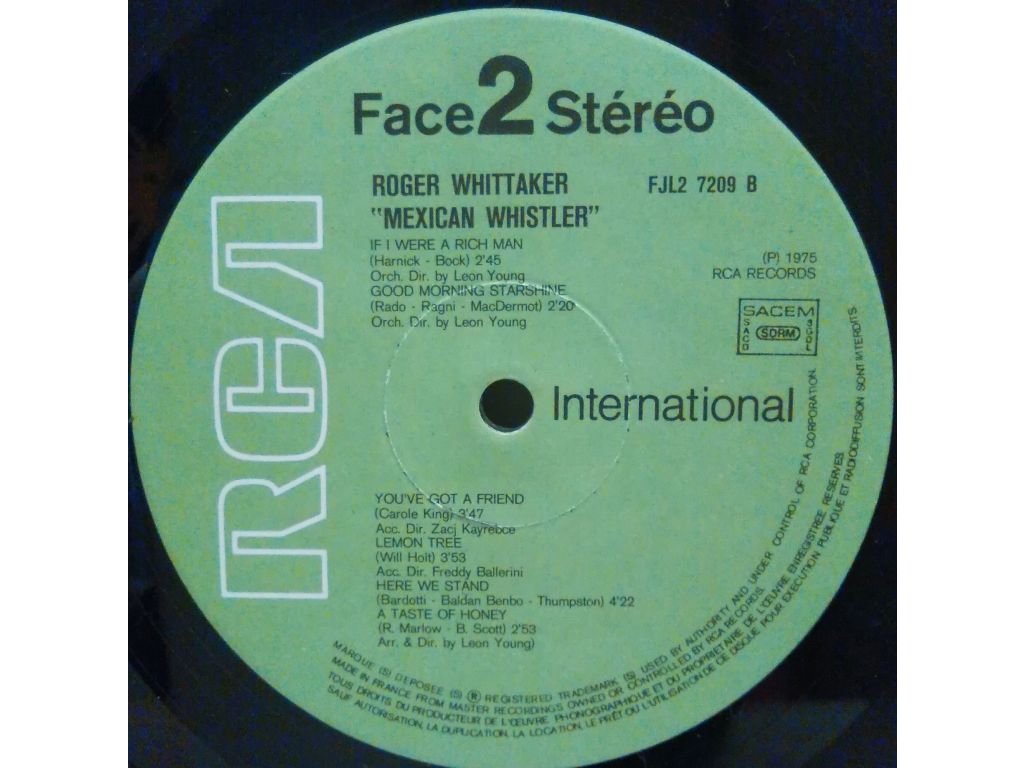 Face 2 Stéréo
ROGER WHITTAKER
FJL2 7209 B
"MEXICAN WHISTLER"
IF I WERE A RICH MAN
(Harnick - Bock) 2'45
Orch. Dir. by Leon Young
GOOD MORNING STARSHINE
(Rado - Ragni - MacDermot) 2'20
Orch. Dir. by Leon Young
(P) 1975
RCA RECORDS
SACEM
SACD
SDRM
SGDL
RCA
International
YOU'VE GOT A FRIEND
(Carole King) 3'47
Acc. Dir. Zacj Kayrebce
LEMON TREE
(Will Holt) 3'53
Acc. Dir. Freddy Ballerini
HERE WE STAND
(Bardotti - Baldan Benbo - Thumpston) 4'22
A TASTE OF HONEY
(R. Marlow - B. Scott) 2'53
Arr. & Dir. by Leon Young)
MARQUE (S) DEPOSEE (S) ® REGISTERED TRADEMARK (S) USED BY AUTHORITY AND UNDER CONTROL OF RCA CORPORATION.
MADE IN FRANCE FROM MASTER RECORDINGS OWNED OR CONTROLLED BY RCA RECORDS.
TOUS DROITS DU PRODUCTEUR DE L'ŒUVRE PHONOGRAPHIQUE ET DU PROPRIETAIRE DE L'ŒUVRE ENREGISTREE RESERVES.
SAUF AUTORISATION, LA DUPLICATION, LA LOCATION, LE PRÊT OU L'UTILISATION DE CE DISQUE POUR EXECUTION PUBLIQUE ET RADIODIFFUSION SONT INTERDITS